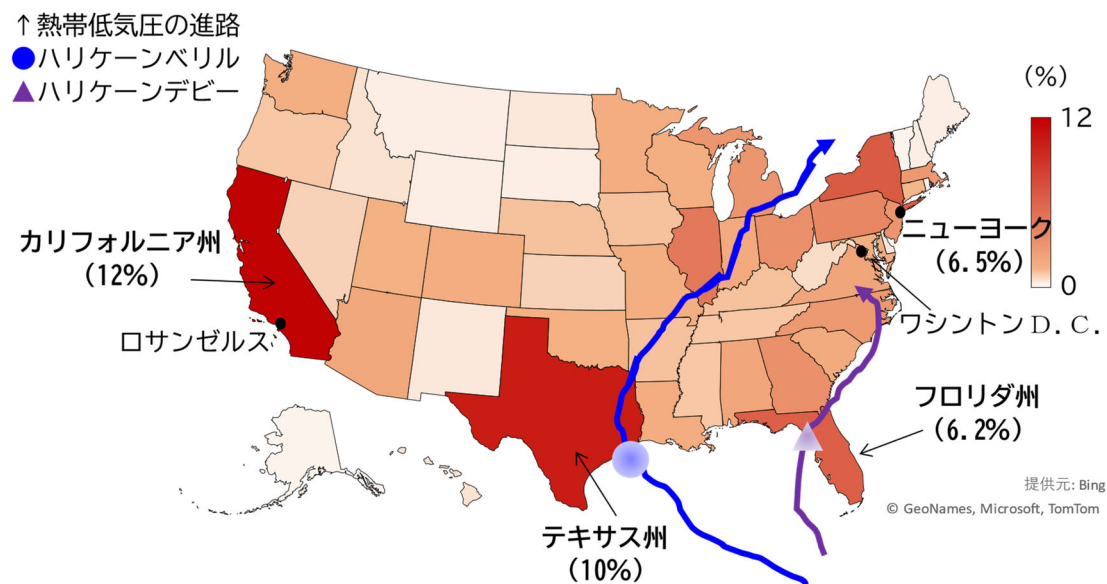 ↑熱帯低気圧の進路
ハリケーンベリル
ハリケーンデビー
(%)
12
0
カリフォルニア州
(12%)
ロサンゼルス
ニューヨーク
(6.5%)
ワシントンD.C.
フロリダ州
(6.2%)
テキサス州
(10%)
提供元: Bing
© GeoNames, Microsoft, TomTom